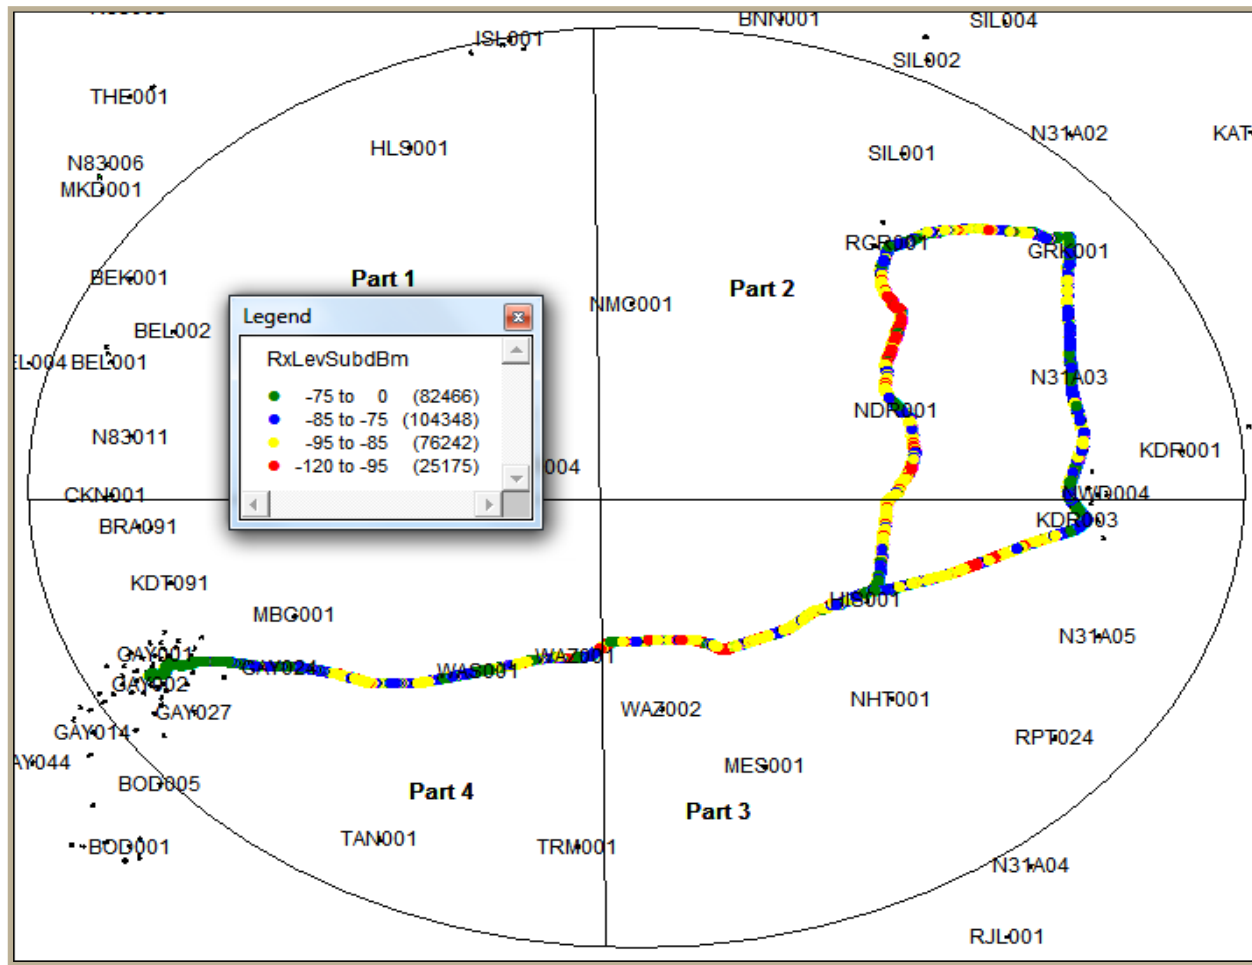 BNN001
SIL004
ISL001
SIL002
THE001
N31A02
KAT
HLS001
SIL001
N83006
MKD001
RGR001
GRK001
BEK001
Part 1
Part 2
NMG001
Legend
BEL002
RxLevSubdBm
EL004 BEL001
N31A03
-75 to 0 (82466)
-85 to -75 (104348)
-95 to -85 (76242)
-120 to -95 (25175)
NDR001
N83011
KDR001
004
CKN001
WD004
BRA091
KDR003
KDT091
HIS001
MBG001
N31A05
GAY001
WAZ001
WAS001
GAY002
GAY027
WAZ002
NHT001
GAY014
RPT024
AY044
MES001
BOD005
Part 4
Part 3
TAN001
TRM001
BOD001
N31A04
RJL001